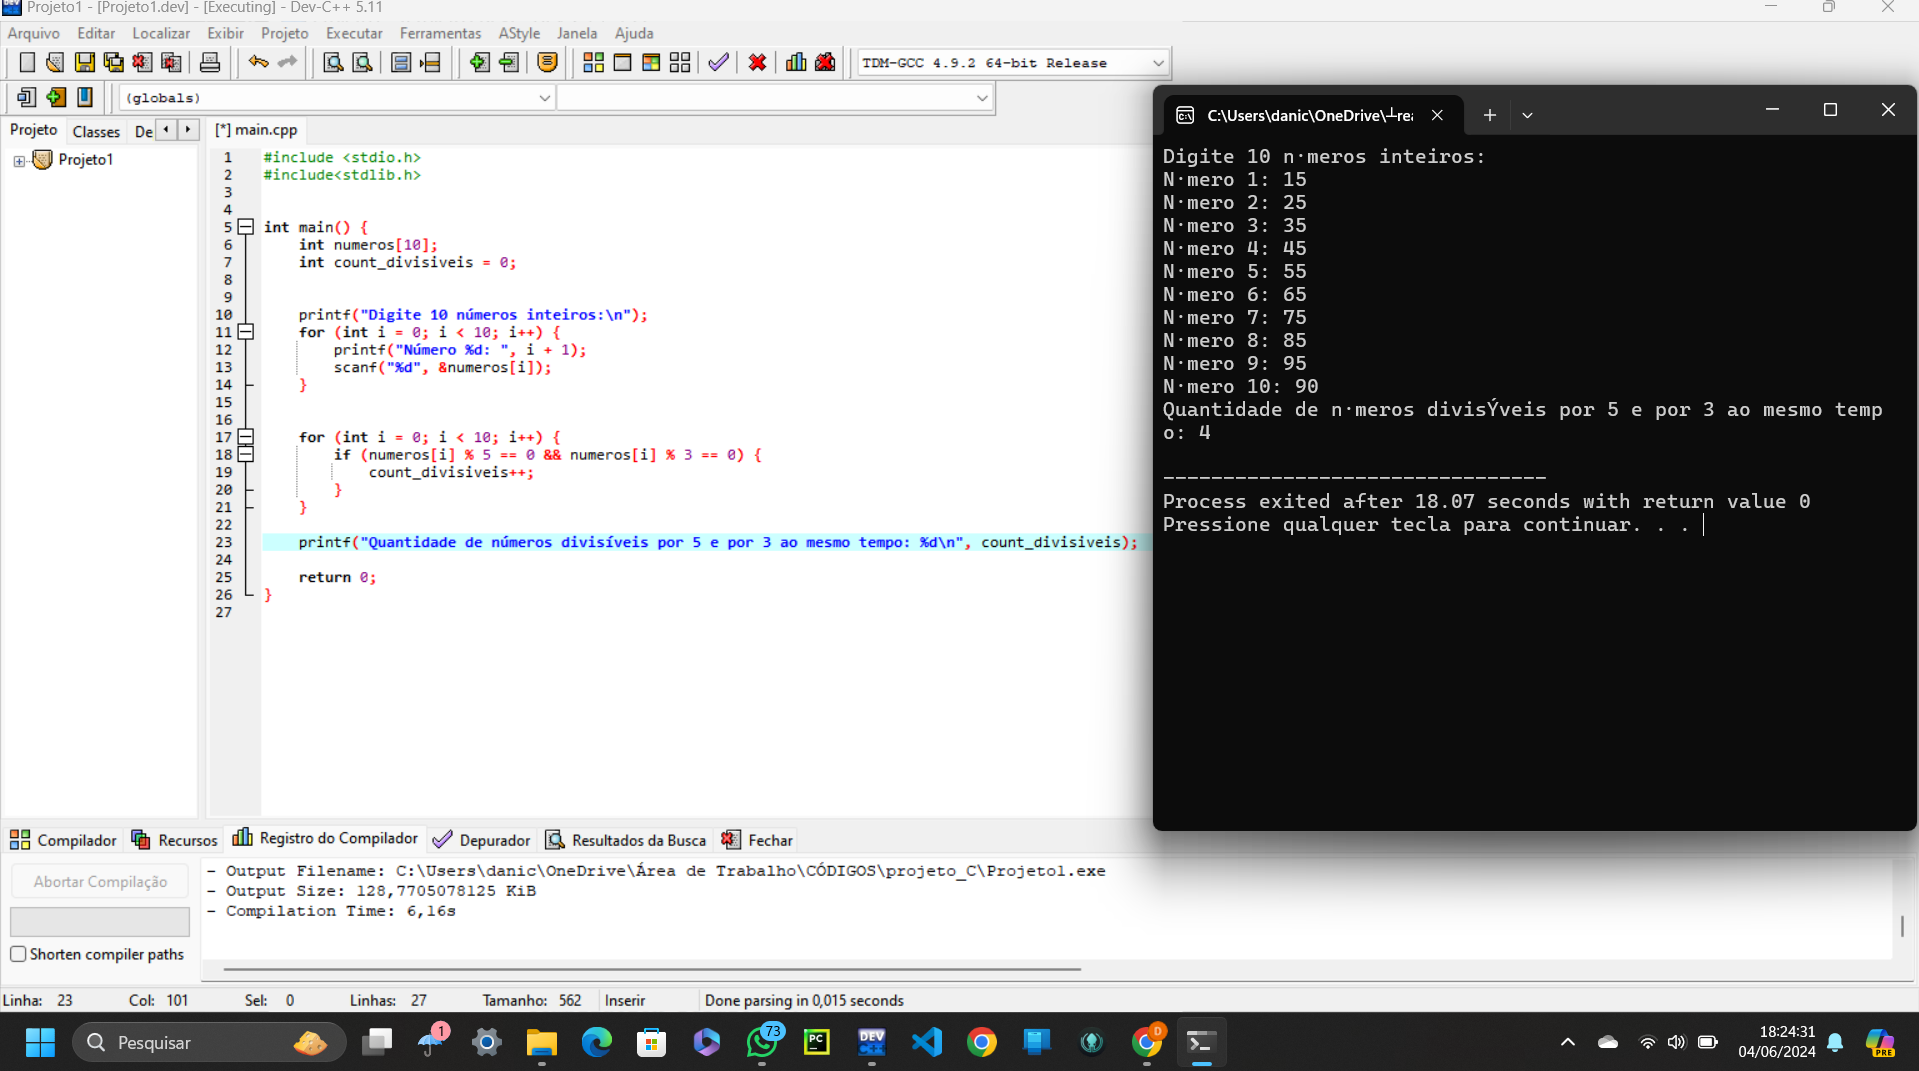 Projeto1 - [Projeto1.dev] - [Executing] - Dev-C++ 5.11
Arquivo Editar Localizar Exibir Projeto Executar Ferramentas AStyle Janela Ajuda
TDM-GCC 4.9.2 64-bit Release
(globals)
Projeto Classes De
[*] main.cpp
Projeto1
1 #include <stdio.h>
2 #include<stdlib.h>
3
4
5 int main() {
6 int numeros[10];
7 int count_divisiveis = 0;
8
9
10 printf("Digite 10 números inteiros:\n");
11 for (int i = 0; i < 10; i++) {
12 printf("Número %d: ", i + 1);
13 scanf("%d", &numeros[i]);
14 }
15
16
17 for (int i = 0; i < 10; i++) {
18 if (numeros[i] % 5 == 0 && numeros[i] % 3 == 0) {
19 count_divisiveis++;
20 }
21 }
22
23 printf("Quantidade de números divisíveis por 5 e por 3 ao mesmo tempo: %d\n", count_divisiveis);
24
25 return 0;
26 }
27
C:\Users\danic\OneDrive\┴rea
Digite 10 n·meros inteiros:
N·mero 1: 15
N·mero 2: 25
N·mero 3: 35
N·mero 4: 45
N·mero 5: 55
N·mero 6: 65
N·mero 7: 75
N·mero 8: 85
N·mero 9: 95
N·mero 10: 90
Quantidade de n·meros divisÝveis por 5 e por 3 ao mesmo temp
o: 4
--------------------------------
Process exited after 18.07 seconds with return value 0
Pressione qualquer tecla para continuar. . .
Compilador Recursos Registro do Compilador Depurador Resultados da Busca Fechar
Abortar Compilação
Shorten compiler paths
- Output Filename: C:\Users\danic\OneDrive\Área de Trabalho\CÓDIGOS\projeto_C\Projeto1.exe
- Output Size: 128,7705078125 KiB
- Compilation Time: 6,16s
Linha: 23 Col: 101 Sel: 0 Linhas: 27 Tamanho: 562 Inserir Done parsing in 0,015 seconds
Pesquisar
1
73
PC
DEV
C++
D
18:24:31
04/06/2024
PRE